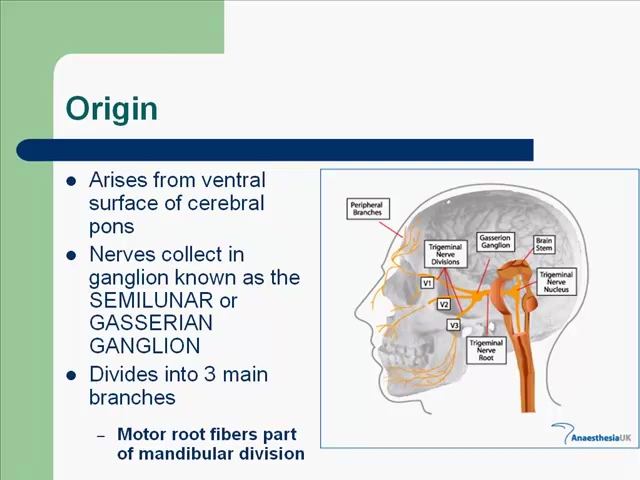 Origin
Arises from ventral
surface of cerebral
pons
Nerves collect in
ganglion known as the
SEMILUNAR or
GASSERIAN
GANGLION
Divides into 3 main
branches
– Motor root fibers part
of mandibular division
Peripheral
Branches
Trigeminal
Nerve
Divisions
Gasserion
Ganglion
Brain
Stem
Trigeminal
Nerve
Nucleus
V1
V2
V3
Trigeminal
Nerve
Root
AnaesthesiaUK